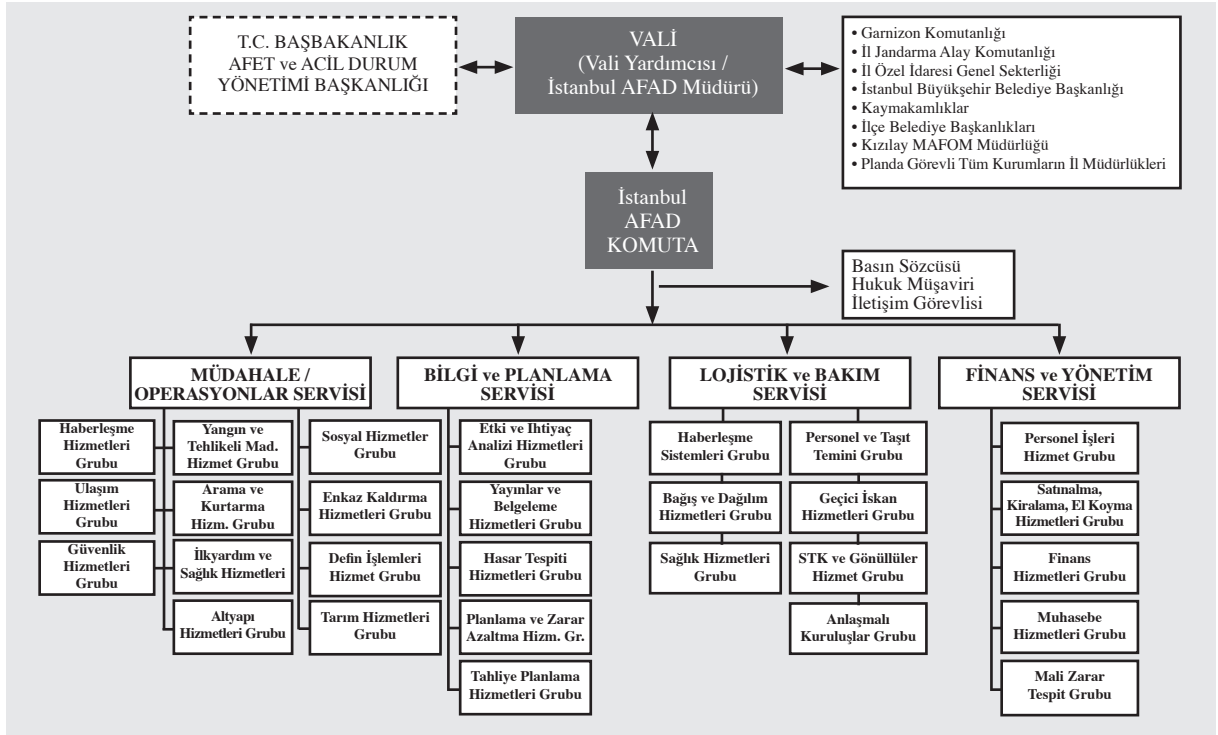 T.C. BAŞBAKANLIK
AFET ve ACİL DURUM
YÖNETİMİ BAŞKANLIĞI
VALİ
(Vali Yardımcısı /
İstanbul AFAD Müdürü)
• Garnizon Komutanlığı
• İl Jandarma Alay Komutanlığı
• İl Özel İdaresi Genel Sekterliği
• İstanbul Büyükşehir Belediye Başkanlığı
• Kaymakamlıklar
• İlçe Belediye Başkanlıkları
• Kızılay MAFOM Müdürlüğü
• Planda Görevli Tüm Kurumların İl Müdürlükleri
İstanbul
AFAD
KOMUTA
Basın Sözcüsü
Hukuk Müşaviri
İletişim Görevlisi
MÜDAHALE /
OPERASYONLAR SERVİSİ
Haberleşme
Hizmetleri
Grubu
Ulaşım
Hizmetleri
Grubu
Güvenlik
Hizmetleri
Grubu
Yangın ve
Tehlikeli Mad.
Hizmet Grubu
Arama ve
Kurtarma
Hizm. Grubu
İlkyardım ve
Sağlık Hizmetleri
Altyapı
Hizmetleri Grubu
Sosyal Hizmetler
Grubu
Enkaz Kaldırma
Hizmetleri Grubu
Defin İşlemleri
Hizmet Grubu
Tarım Hizmetleri
Grubu
BİLGİ ve PLANLAMA
SERVİSİ
Etki ve Ihtiyaç
Analizi Hizmetleri
Grubu
Yayınlar ve
Belgeleme
Hizmetleri Grubu
Hasar Tespiti
Hizmetleri Grubu
Planlama ve Zarar
Azaltma Hizm. Gr.
Tahliye Planlama
Hizmetleri Grubu
LOJİSTİK ve BAKIM
SERVİSİ
Haberleşme
Sistemleri Grubu
Bağış ve Dağılım
Hizmetleri Grubu
Sağlık Hizmetleri
Grubu
Personel ve Taşıt
Temini Grubu
Geçici İskan
Hizmetleri Grubu
STK ve Gönüllüler
Hizmet Grubu
Anlaşmalı
Kuruluşlar Grubu
FİNANS ve YÖNETİM
SERVİSİ
Personel İşleri
Hizmet Grubu
Satınalma,
Kiralama, El Koyma
Hizmetleri Grubu
Finans
Hizmetleri Grubu
Muhasebe
Hizmetleri Grubu
Mali Zarar
Tespit Grubu